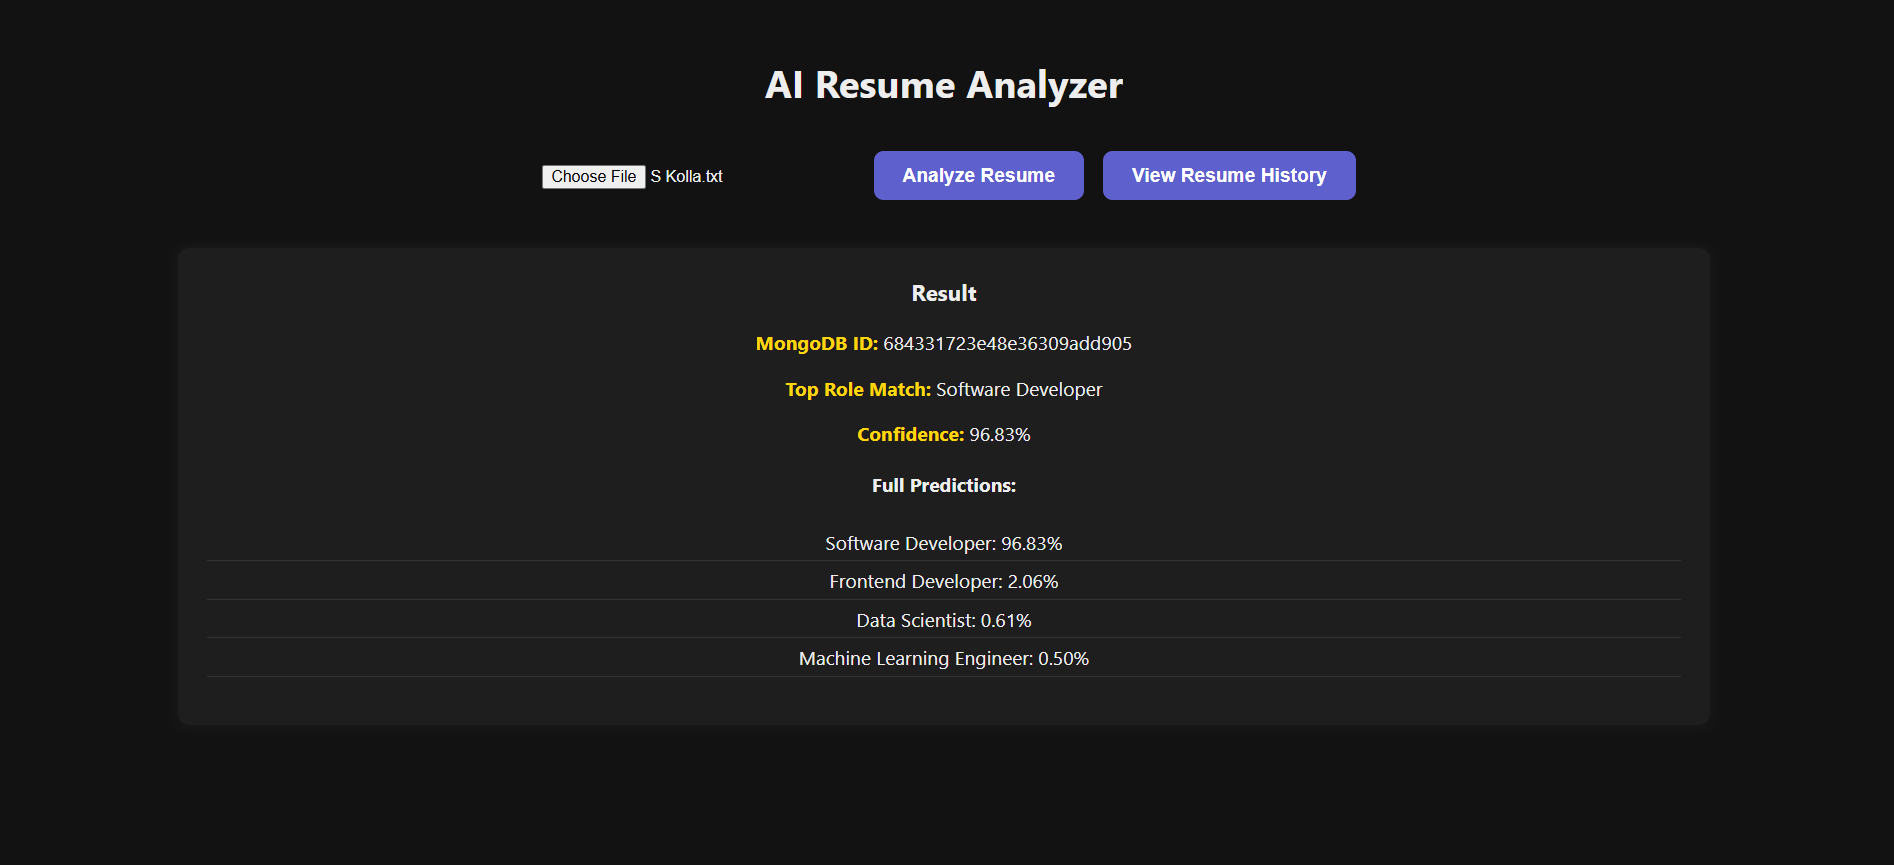 AI Resume Analyzer
Choose File S Kolla.txt Analyze Resume View Resume History
Result
MongoDB ID: 684331723e48e36309add905
Top Role Match: Software Developer
Confidence: 96.83%
Full Predictions:
Software Developer: 96.83%
Frontend Developer: 2.06%
Data Scientist: 0.61%
Machine Learning Engineer: 0.50%